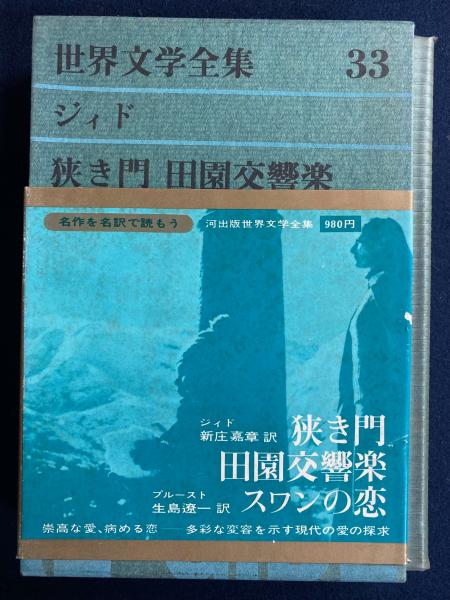 世界文学全集 33
ジィド
狭き門 田園交響楽
名作を名訳で読もう 河出版世界文学全集 980円
ジィド
新庄嘉章 訳 狭き門
田園交響楽
プルースト
生島遼一 訳 スワンの恋
崇高な愛、病める恋――多彩な変容を示す現代の愛の探求